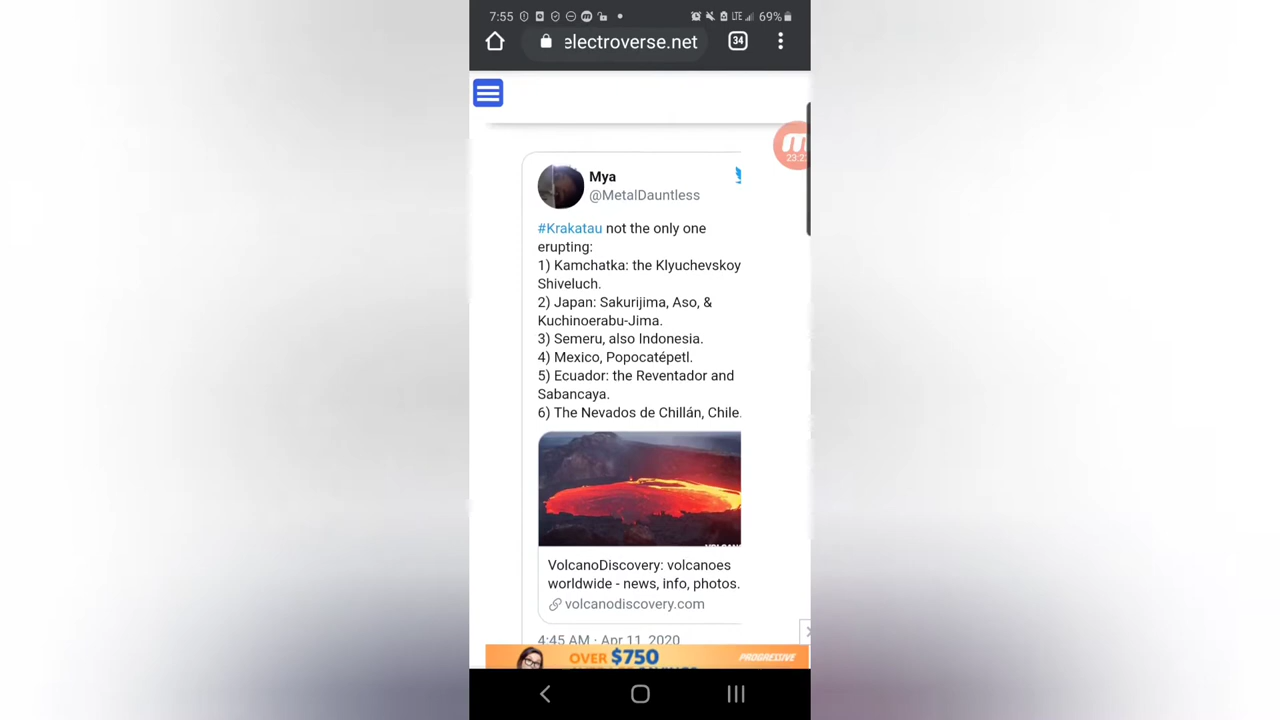 7:55
LTE
69%
electroverse.net
34
23:2
Mya
@MetalDauntless
#Krakatau not the only one
erupting:
1) Kamchatka: the Klyuchevskoy
Shiveluch.
2) Japan: Sakurijima, Aso, &
Kuchinoerabu-Jima.
3) Semeru, also Indonesia.
4) Mexico, Popocatépetl.
5) Ecuador: the Reventador and
Sabancaya.
6) The Nevados de Chillán, Chile.
VolcanoDiscovery: volcanoes
worldwide - news, info, photos.
volcanodiscovery.com
4:45 AM · Apr 11, 2020
OVER $750
PROGRESSIVE